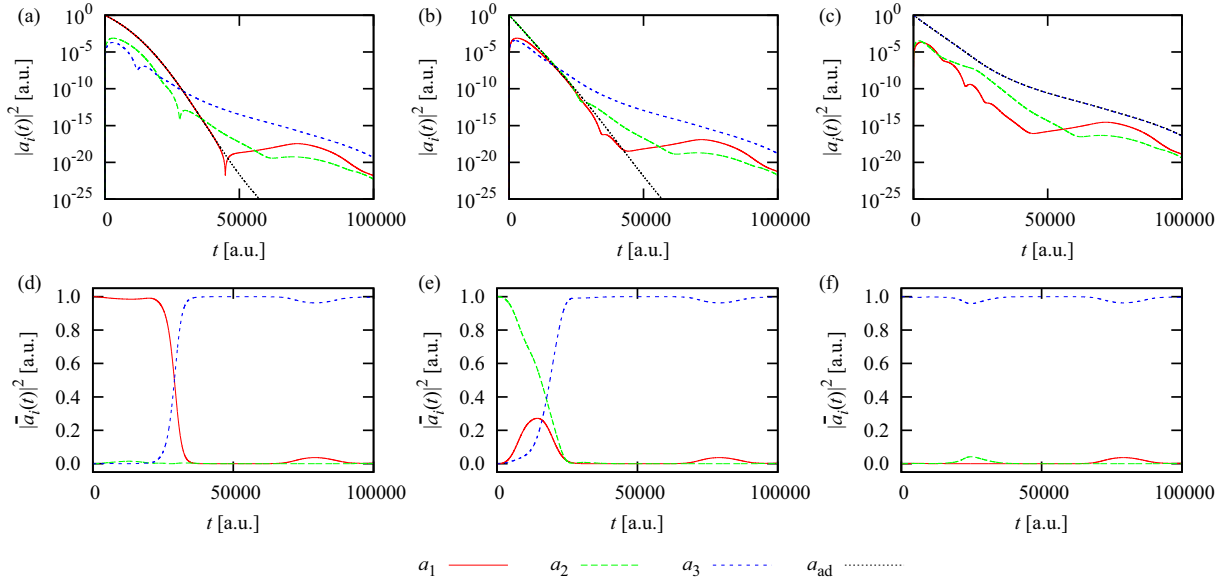 (a)
10^0
10^-5
10^-10
10^-15
10^-20
10^-25
|a_i(t)|^2 [a.u.]
0 50000 100000
t [a.u.]
(b)
10^0
10^-5
10^-10
10^-15
10^-20
10^-25
|a_i(t)|^2 [a.u.]
0 50000 100000
t [a.u.]
(c)
10^0
10^-5
10^-10
10^-15
10^-20
10^-25
|a_i(t)|^2 [a.u.]
0 50000 100000
t [a.u.]
(d)
1.0
0.8
0.6
0.4
0.2
0.0
|ā_i(t)|^2 [a.u.]
0 50000 100000
t [a.u.]
(e)
1.0
0.8
0.6
0.4
0.2
0.0
|ā_i(t)|^2 [a.u.]
0 50000 100000
t [a.u.]
(f)
1.0
0.8
0.6
0.4
0.2
0.0
|ā_i(t)|^2 [a.u.]
0 50000 100000
t [a.u.]
a_1 a_2 a_3 a_ad